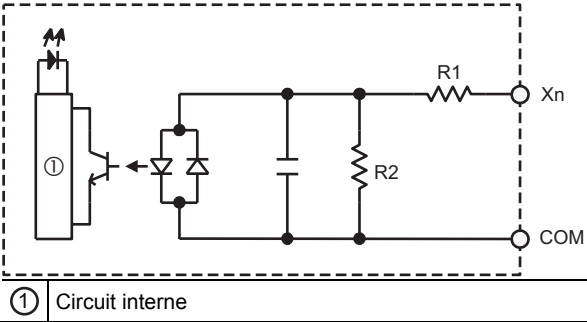 R1
Xn
①
R2
COM
① Circuit interne